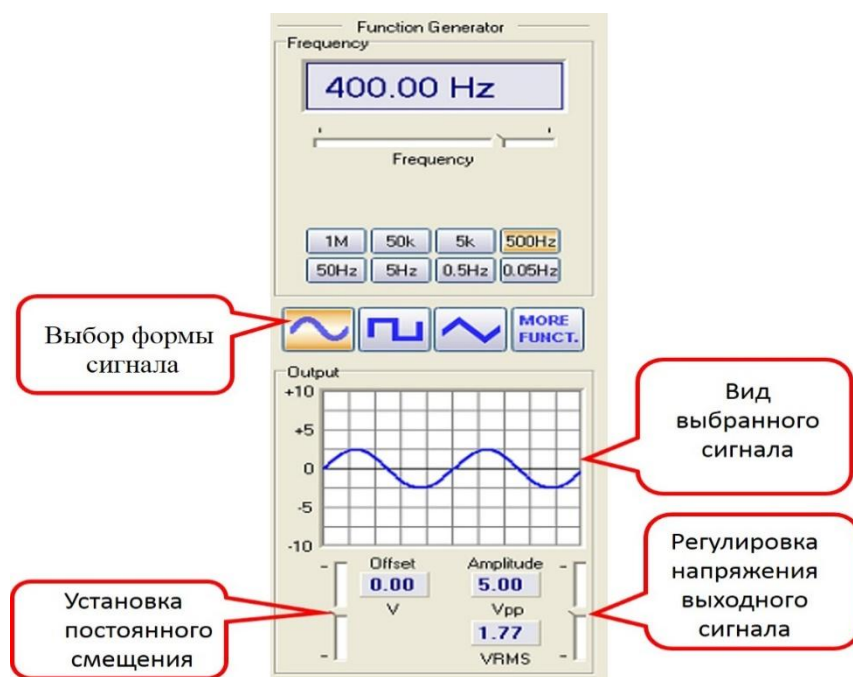 Function Generator
Frequency
400.00 Hz
Frequency
1M 50k 5k 500Hz
50Hz 5Hz 0.5Hz 0.05Hz
Выбор формы
сигнала
MORE
FUNCT.
Output
+10
+5
0
-5
-10
Вид
выбранного
сигнала
Offset
0.00
V
Amplitude
5.00
Vpp
1.77
VRMS
Установка
постоянного
смещения
Регулировка
напряжения
выходного
сигнала